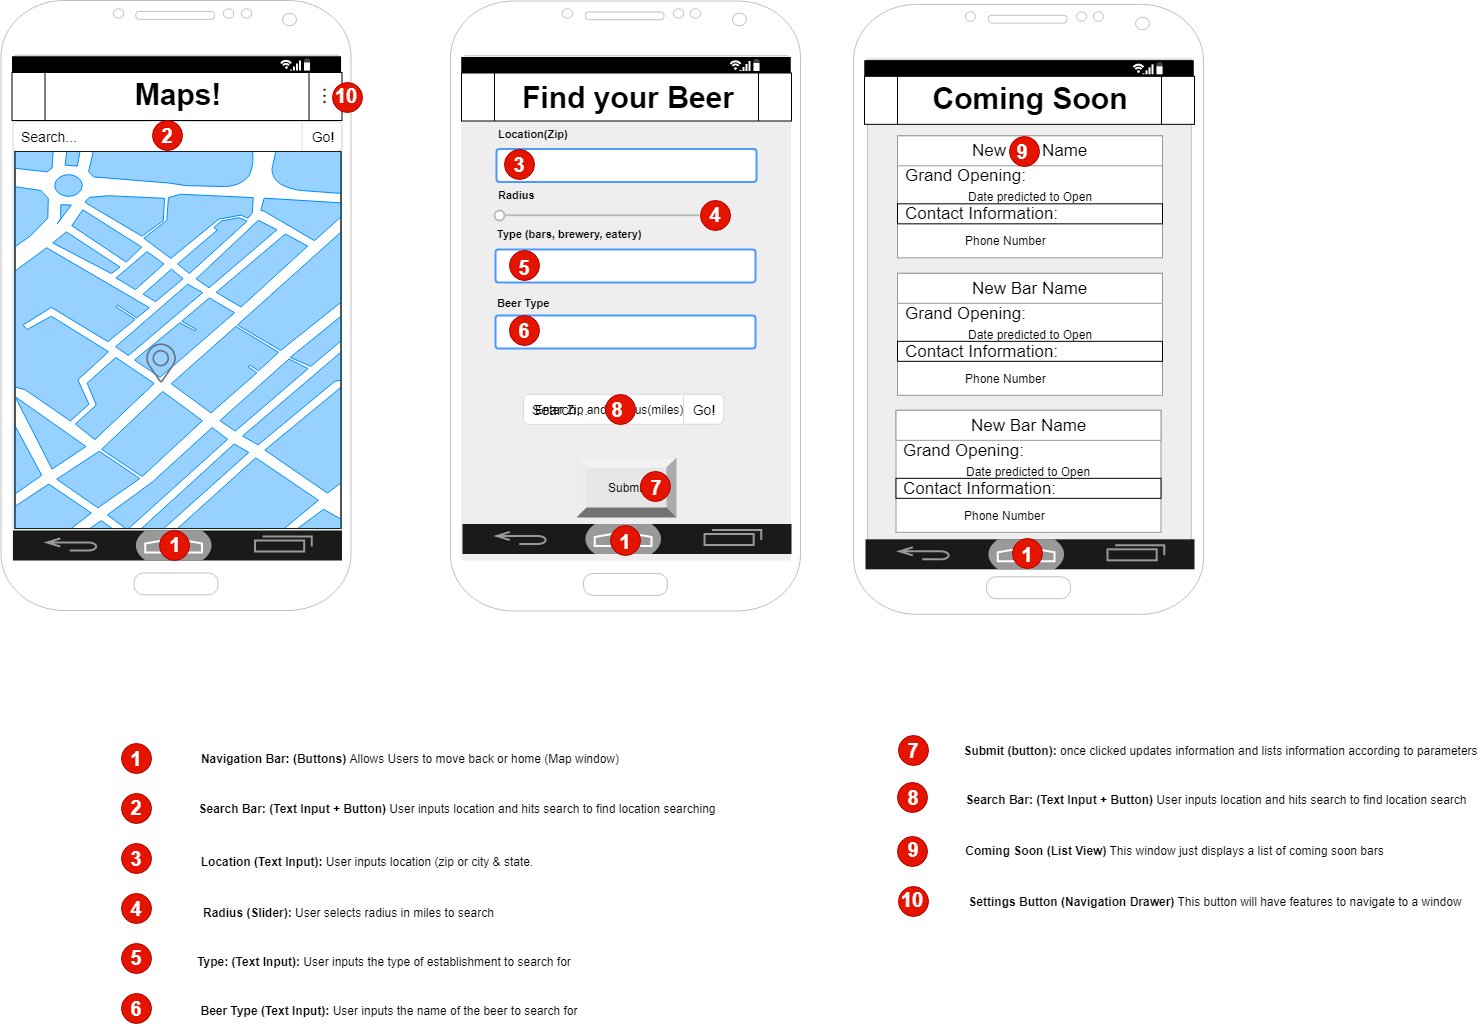 Maps!
⋮ 10
Search... 2 Go!
1
Find your Beer
Location(Zip)
3
Radius
4
Type (bars, brewery, eatery)
5
Beer Type
6
Search... Enter Zip and 8 us(miles) Go!
Submi 7
1
Coming Soon
New 9 Name
Grand Opening:
Date predicted to Open
Contact Information:
Phone Number
New Bar Name
Grand Opening:
Date predicted to Open
Contact Information:
Phone Number
New Bar Name
Grand Opening:
Date predicted to Open
Contact Information:
Phone Number
1
1 Navigation Bar: (Buttons) Allows Users to move back or home (Map window)
2 Search Bar: (Text Input + Button) User inputs location and hits search to find location searching
3 Location (Text Input): User inputs location (zip or city & state.
4 Radius (Slider): User selects radius in miles to search
5 Type: (Text Input): User inputs the type of establishment to search for
6 Beer Type (Text Input): User inputs the name of the beer to search for
7 Submit (button): once clicked updates information and lists information according to parameters
8 Search Bar: (Text Input + Button) User inputs location and hits search to find location search
9 Coming Soon (List View) This window just displays a list of coming soon bars
10 Settings Button (Navigation Drawer) This button will have features to navigate to a window